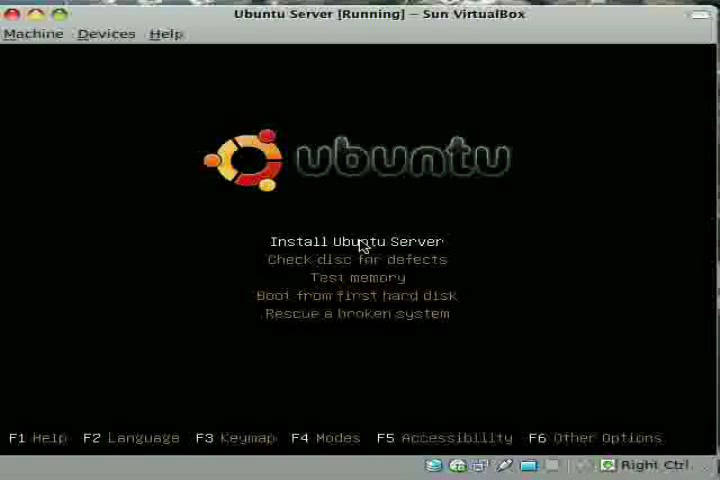 Ubuntu Server [Running] – Sun VirtualBox
Machine Devices Help
ubuntu
Install Ubuntu Server
Check disc for defects
Test memory
Boot from first hard disk
Rescue a broken system
F1 Help F2 Language F3 Keymap F4 Modes F5 Accessibility F6 Other Options
Right Ctrl